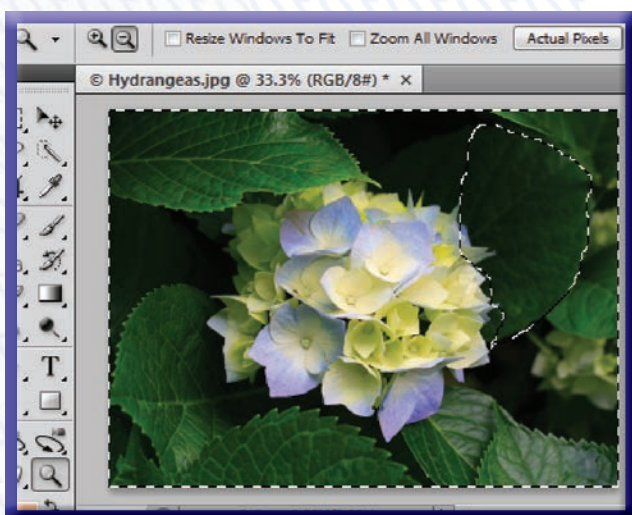 Resize Windows To Fit Zoom All Windows Actual Pixels
© Hydrangeas.jpg @ 33.3% (RGB/8#) * ×
T